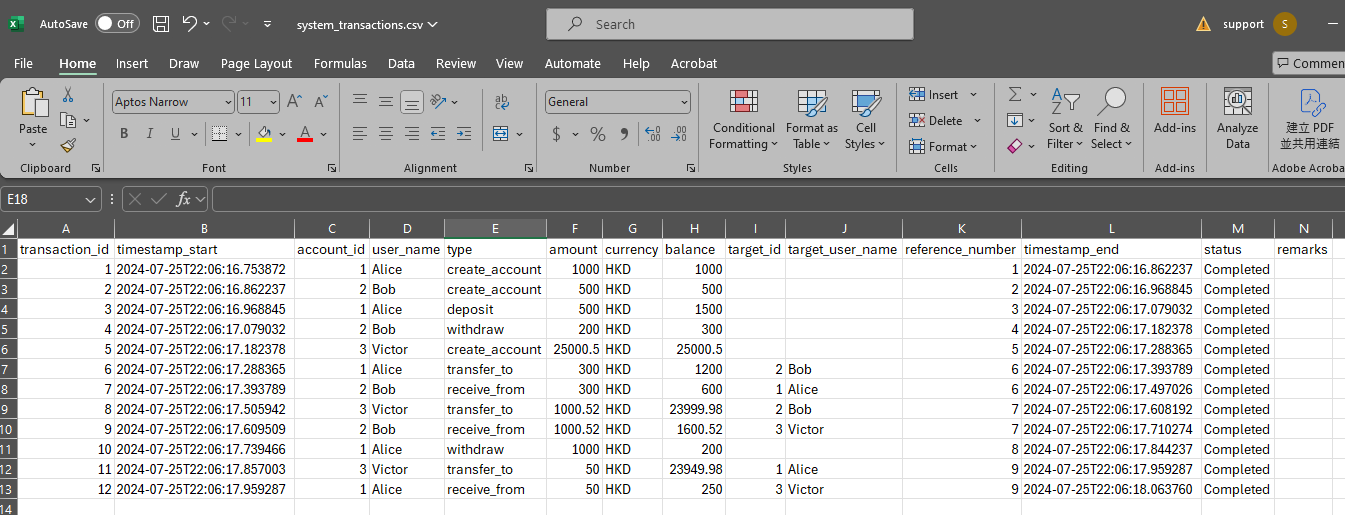 AutoSave Off system_transactions.csv Search support S
File Home Insert Draw Page Layout Formulas Data Review View Automate Help Acrobat Commen
Paste Aptos Narrow 11 A A ab General Conditional Formatting Format as Table Cell Styles Insert Delete Format Sort & Filter Find & Select Add-ins Analyze Data 建立 PDF 並共用連結
B I U A $ %
Clipboard Font Alignment Number Styles Cells Editing Add-ins Adobe Acroba
E18 fx
A B C D E F G H I J K L M N
1 transaction_id timestamp_start account_id user_name type amount currency balance target_id target_user_name reference_number timestamp_end status remarks
2 1 2024-07-25T22:06:16.753872 1 Alice create_account 1000 HKD 1000 1 2024-07-25T22:06:16.862237 Completed
3 2 2024-07-25T22:06:16.862237 2 Bob create_account 500 HKD 500 2 2024-07-25T22:06:16.968845 Completed
4 3 2024-07-25T22:06:16.968845 1 Alice deposit 500 HKD 1500 3 2024-07-25T22:06:17.079032 Completed
5 4 2024-07-25T22:06:17.079032 2 Bob withdraw 200 HKD 300 4 2024-07-25T22:06:17.182378 Completed
6 5 2024-07-25T22:06:17.182378 3 Victor create_account 25000.5 HKD 25000.5 5 2024-07-25T22:06:17.288365 Completed
7 6 2024-07-25T22:06:17.288365 1 Alice transfer_to 300 HKD 1200 2 Bob 6 2024-07-25T22:06:17.393789 Completed
8 7 2024-07-25T22:06:17.393789 2 Bob receive_from 300 HKD 600 1 Alice 6 2024-07-25T22:06:17.497026 Completed
9 8 2024-07-25T22:06:17.505942 3 Victor transfer_to 1000.52 HKD 23999.98 2 Bob 7 2024-07-25T22:06:17.608192 Completed
10 9 2024-07-25T22:06:17.609509 2 Bob receive_from 1000.52 HKD 1600.52 3 Victor 7 2024-07-25T22:06:17.710274 Completed
11 10 2024-07-25T22:06:17.739466 1 Alice withdraw 1000 HKD 200 8 2024-07-25T22:06:17.844237 Completed
12 11 2024-07-25T22:06:17.857003 3 Victor transfer_to 50 HKD 23949.98 1 Alice 9 2024-07-25T22:06:17.959287 Completed
13 12 2024-07-25T22:06:17.959287 1 Alice receive_from 50 HKD 250 3 Victor 9 2024-07-25T22:06:18.063760 Completed
14